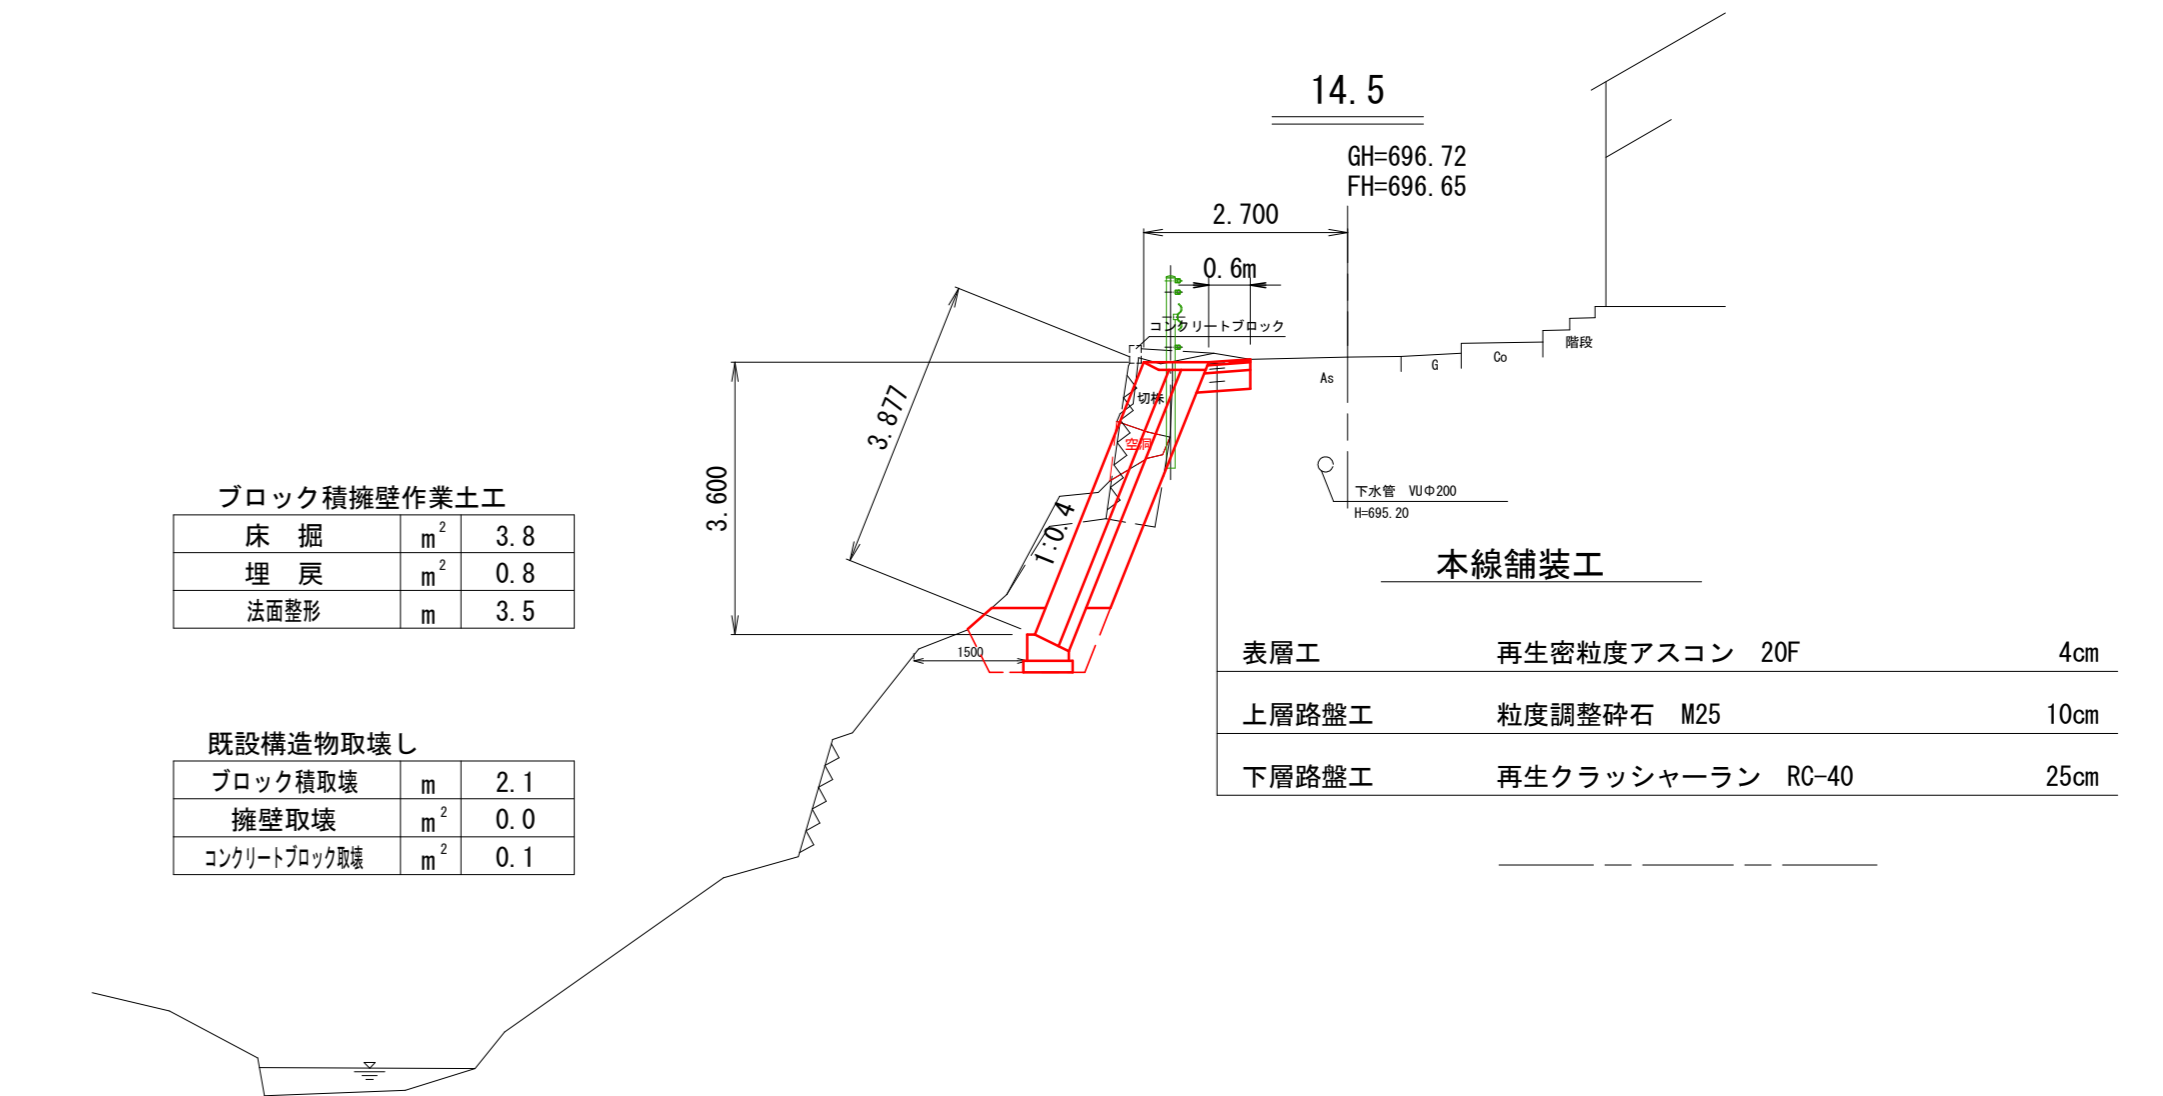 14.5
GH=696.72
FH=696.65
2.700
0.6m
コンクリートブロック
階段
Co
G
As
切株
空洞
3.877
3.600
1:0.4
1500
下水管 VUΦ200
H=695.20
ブロック積擁壁作業土工
床 掘 m² 3.8
埋 戻 m² 0.8
法面整形 m 3.5
既設構造物取壊し
ブロック積取壊 m 2.1
擁壁取壊 m² 0.0
コンクリートブロック取壊 m² 0.1
本線舗装工
表層工 再生密粒度アスコン 20F 4cm
上層路盤工 粒度調整砕石 M25 10cm
下層路盤工 再生クラッシャーラン RC-40 25cm